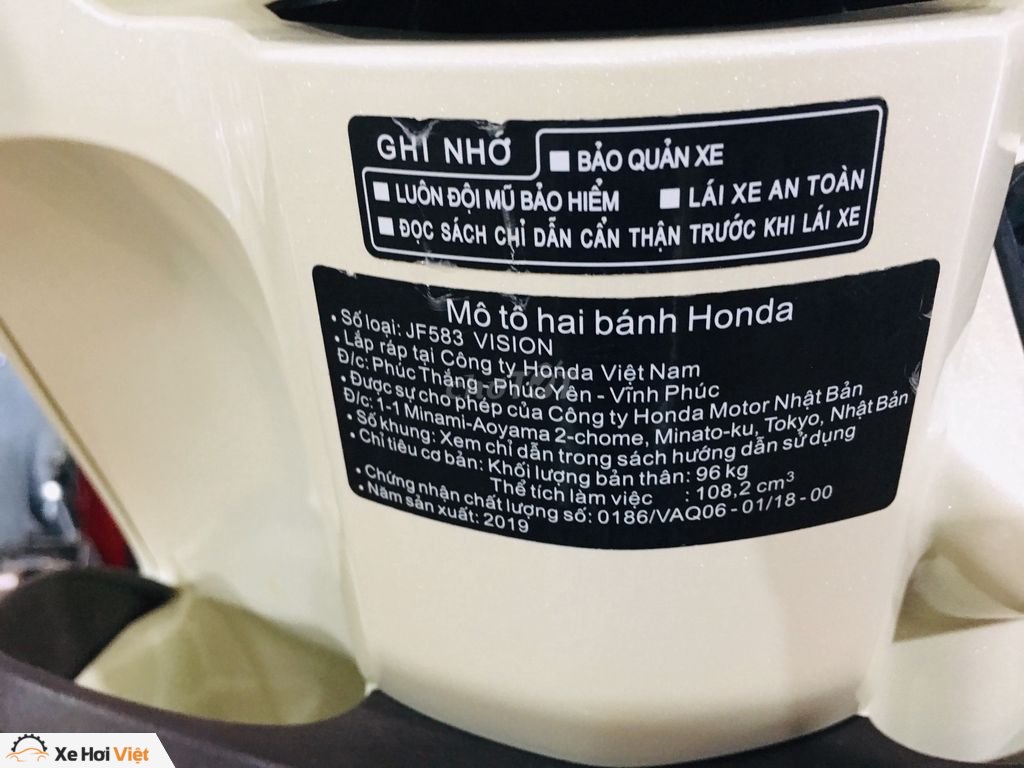 GHI NHỚ
■ BẢO QUẢN XE
■ LUÔN ĐỘI MŨ BẢO HIỂM ■ LÁI XE AN TOÀN
■ ĐỌC SÁCH CHỈ DẪN CẨN THẬN TRƯỚC KHI LÁI XE
Mô tô hai bánh Honda
• Số loại: JF583 VISION
• Lắp ráp tại Công ty Honda Việt Nam
Đ/c: Phúc Thắng - Phúc Yên - Vĩnh Phúc
• Được sự cho phép của Công ty Honda Motor Nhật Bản
Đ/c: 1-1 Minami-Aoyama 2-chome, Minato-ku, Tokyo, Nhật Bản
• Số khung: Xem chỉ dẫn trong sách hướng dẫn sử dụng
• Chỉ tiêu cơ bản: Khối lượng bản thân: 96 kg
Thể tích làm việc : 108,2 cm³
• Chứng nhận chất lượng số: 0186/VAQ06 - 01/18 - 00
• Năm sản xuất: 2019
Xe Hơi Việt